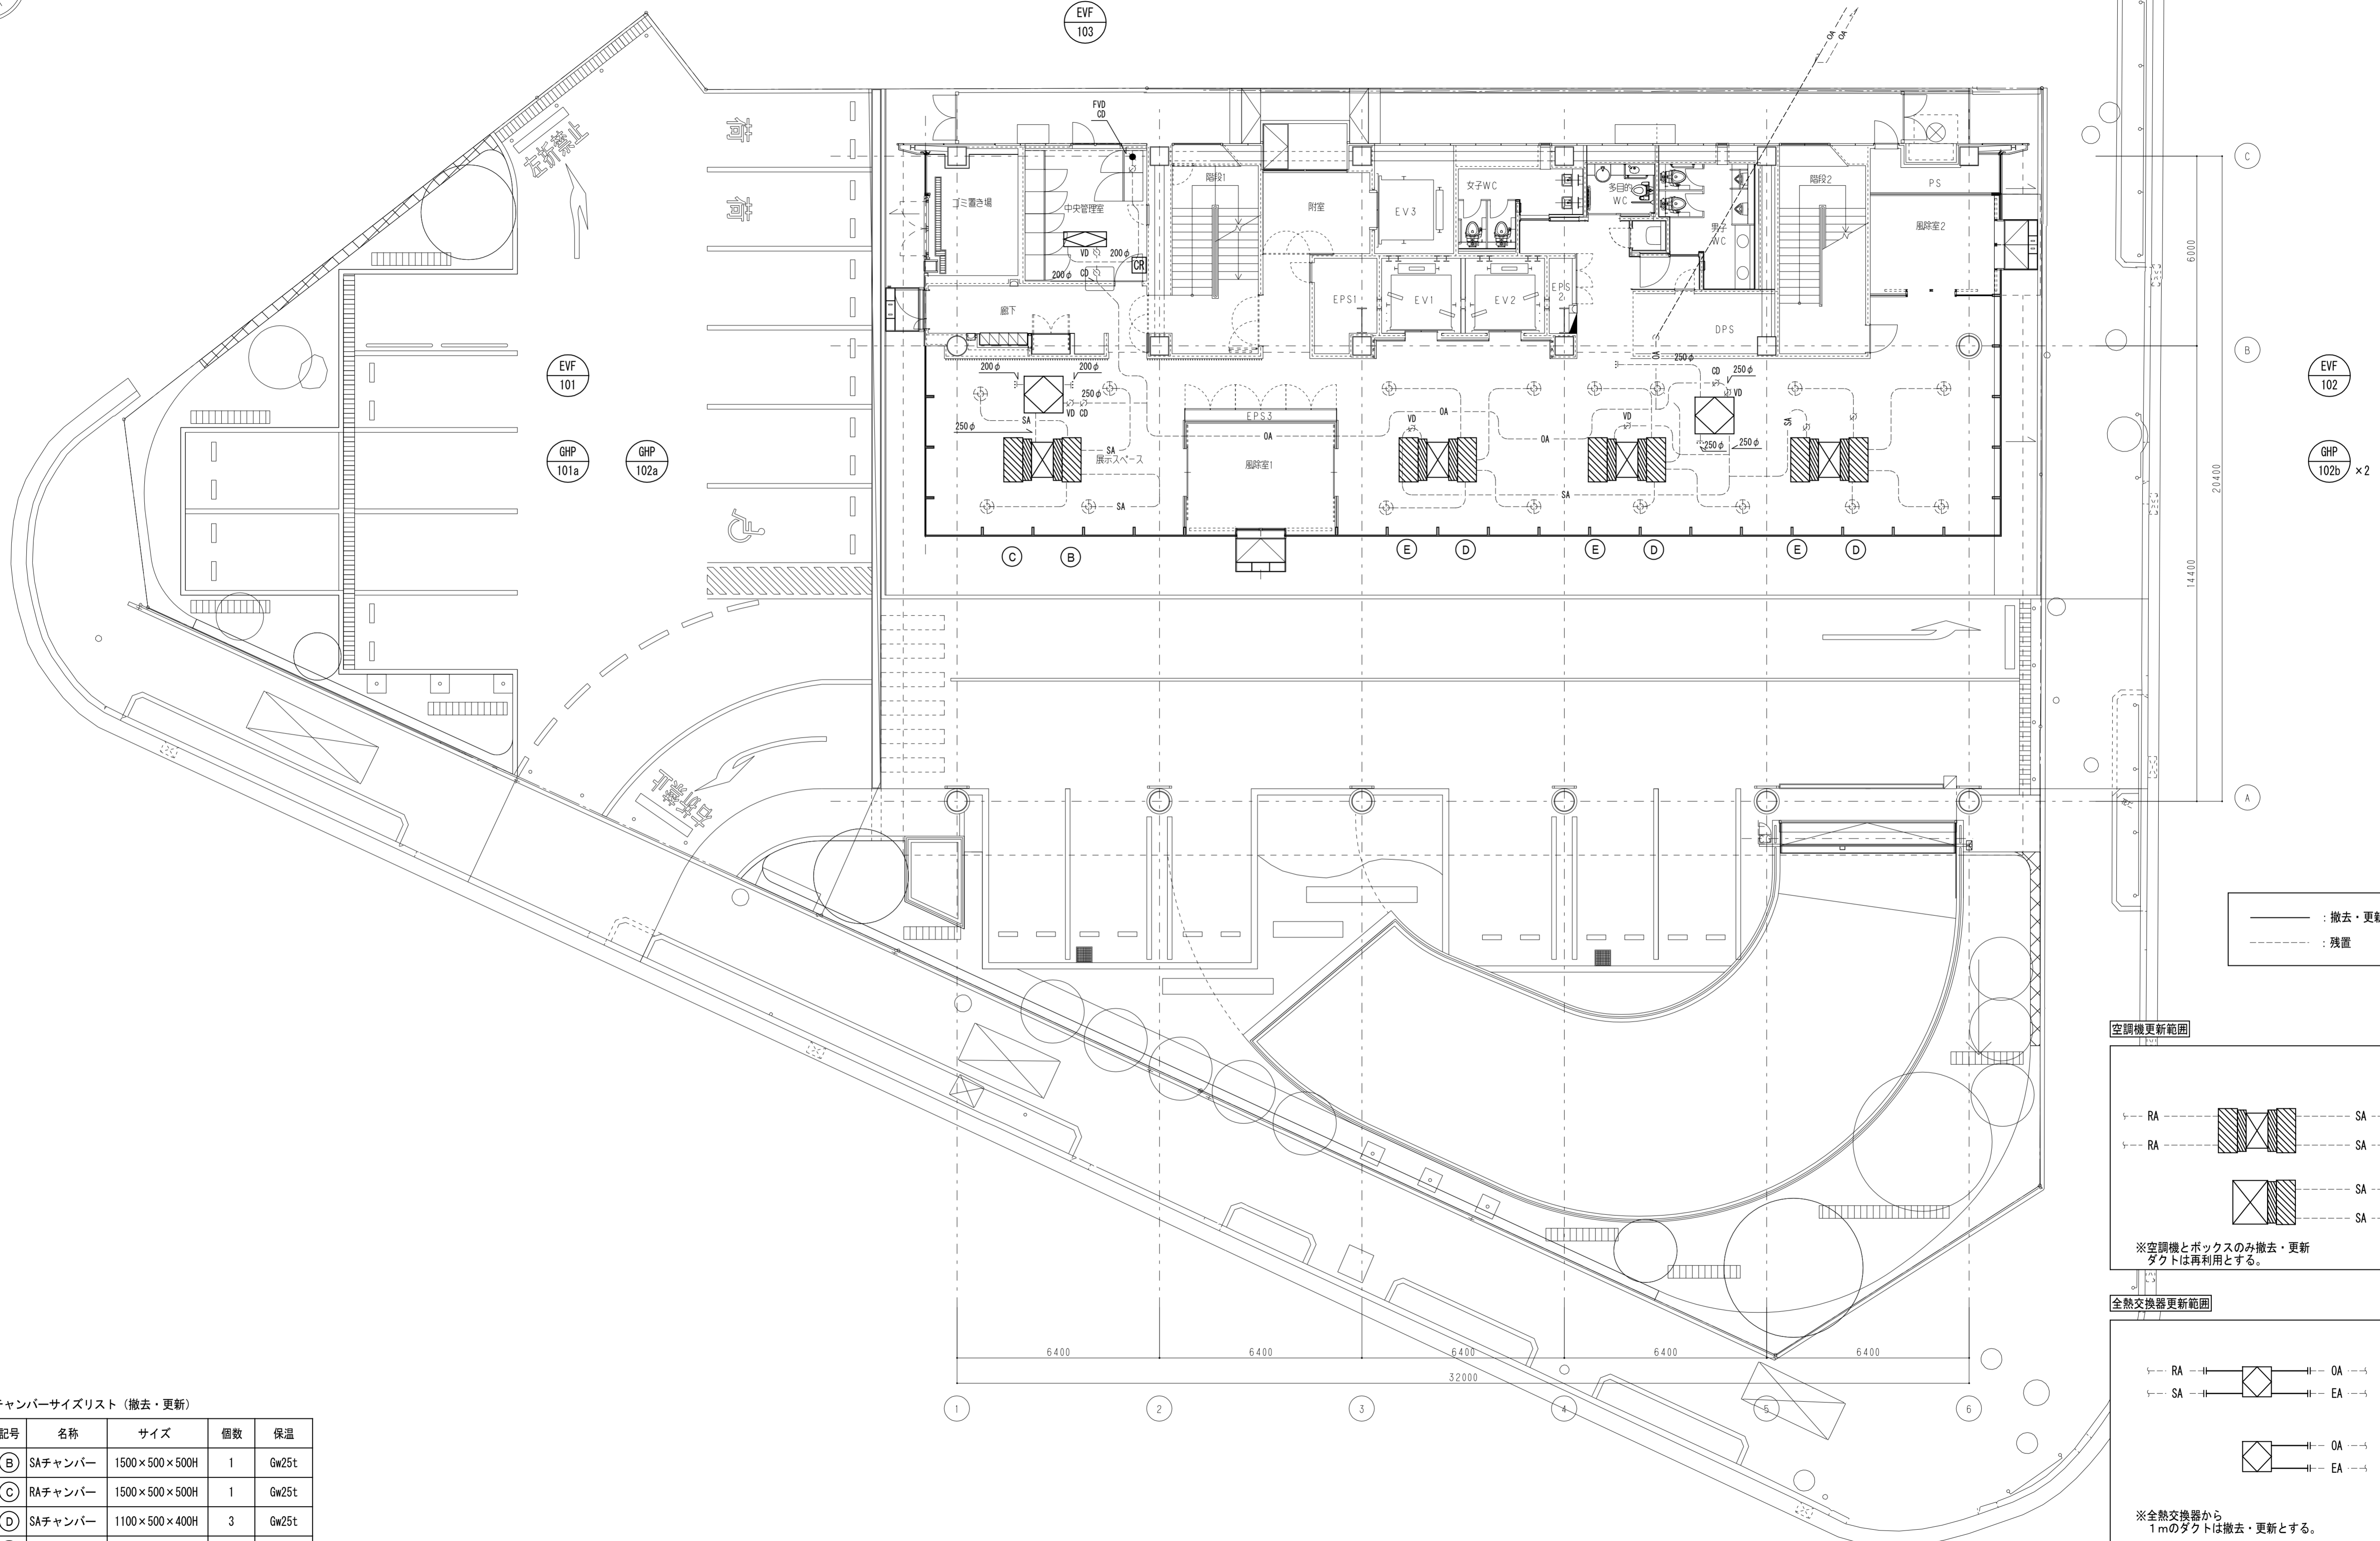 EVF
103
OA
OA
FVD
CD
左折禁止
荷
荷
ゴミ置き場
中央管理室
階段1
附室
EV3
女子WC
多目的
WC
男子
WC
階段2
PS
風除室2
VD 200φ
200φ CD
CR
廊下
EPS1
EV1
EV2
EPS
2
DPS
C
6000
B
20400
14400
A
EVF
101
GHP
101a
GHP
102a
EVF
102
GHP
102b ×2
200φ
200φ
250φ
VD CD
SA
250φ
SA
展示スペース
SA
EPS3
OA
風除室1
OA
VD
OA
SA
VD
OA
250φ
CD 250φ
VD
250φ
250φ
SA
C
B
E
D
E
D
E
D
: 撤去・更新
: 残置
空調機更新範囲
RA
SA
RA
SA
SA
SA
※空調機とボックスのみ撤去・更新
ダクトは再利用とする。
全熱交換器更新範囲
RA
OA
SA
EA
OA
EA
※全熱交換器から
1mのダクトは撤去・更新とする。
6400
6400
6400
6400
6400
32000
1
2
3
4
5
6
チャンバーサイズリスト（撤去・更新）
記号 名称 サイズ 個数 保温
B SAチャンバー 1500×500×500H 1 Gw25t
C RAチャンバー 1500×500×500H 1 Gw25t
D SAチャンバー 1100×500×400H 3 Gw25t